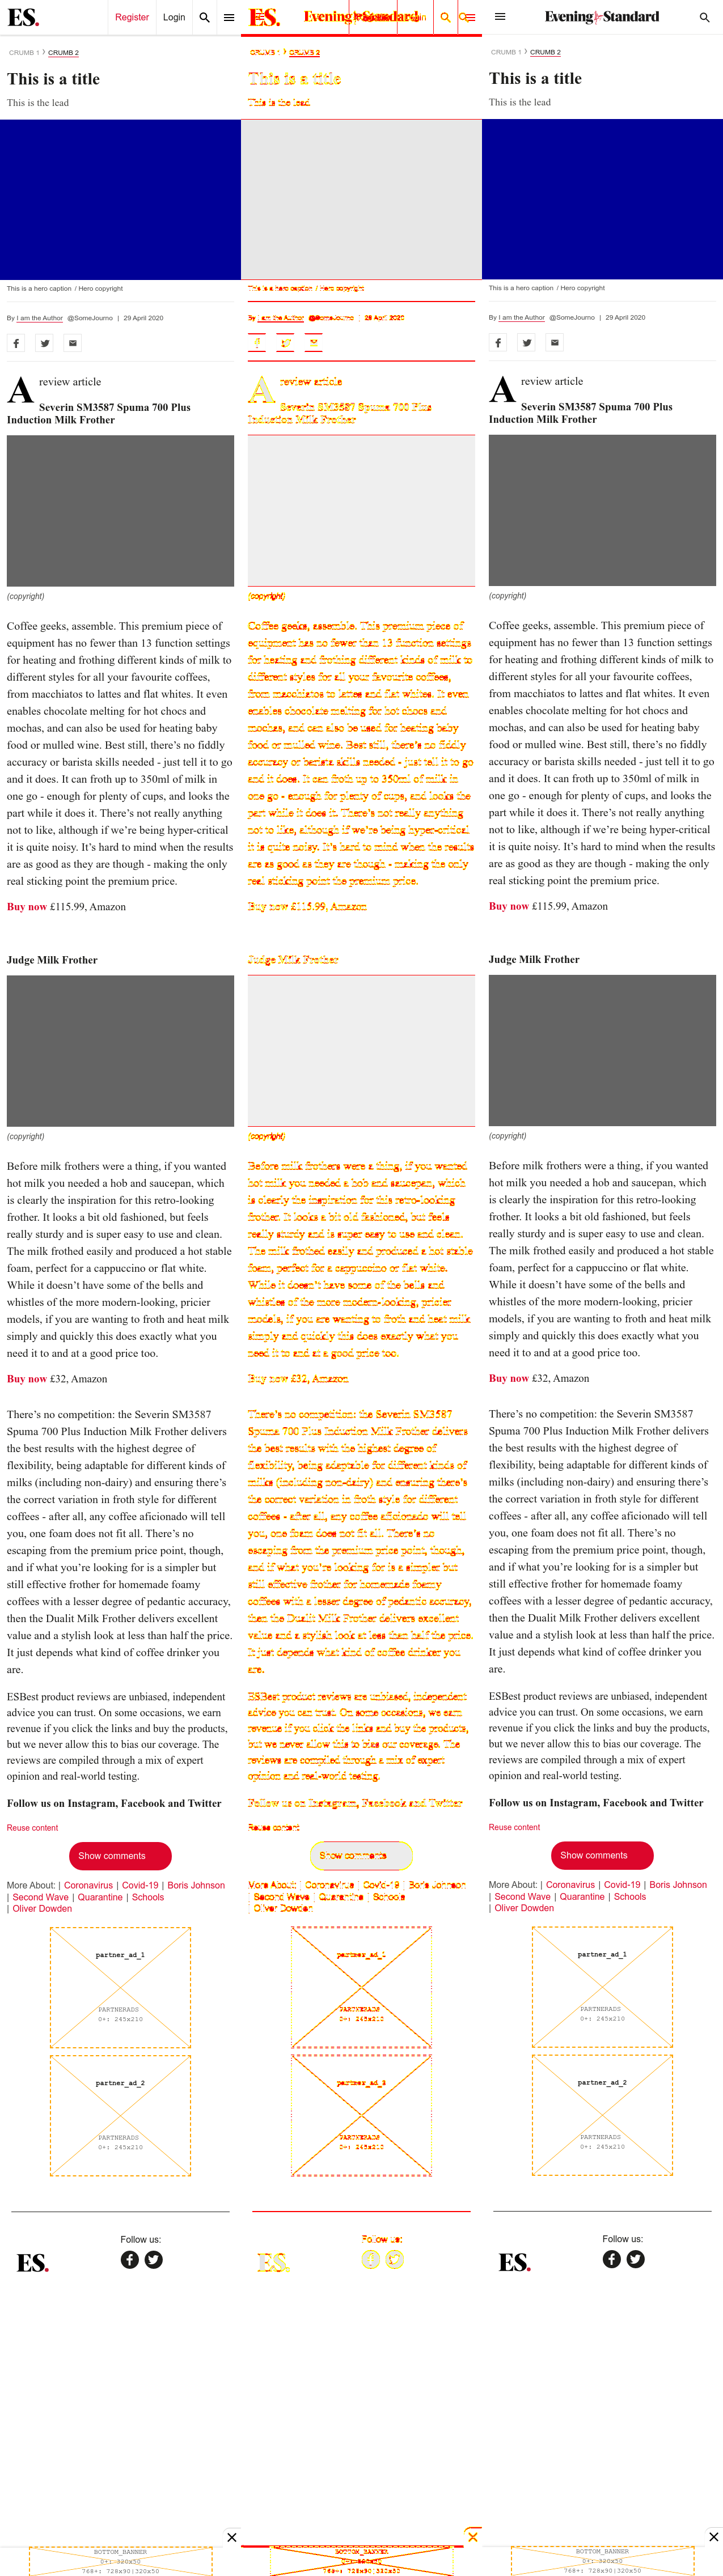 ES.
Register
Login
CRUMB 1 › CRUMB 2
This is a title
This is the lead
This is a hero caption / Hero copyright
By I am the Author @SomeJourno | 29 April 2020
A review article
Severin SM3587 Spuma 700 Plus
Induction Milk Frother
(copyright)
Coffee geeks, assemble. This premium piece of
equipment has no fewer than 13 function settings
for heating and frothing different kinds of milk to
different styles for all your favourite coffees,
from macchiatos to lattes and flat whites. It even
enables chocolate melting for hot chocs and
mochas, and can also be used for heating baby
food or mulled wine. Best still, there’s no fiddly
accuracy or barista skills needed - just tell it to go
and it does. It can froth up to 350ml of milk in
one go - enough for plenty of cups, and looks the
part while it does it. There’s not really anything
not to like, although if we’re being hyper-critical
it is quite noisy. It’s hard to mind when the results
are as good as they are though - making the only
real sticking point the premium price.
Buy now £115.99, Amazon
Judge Milk Frother
(copyright)
Before milk frothers were a thing, if you wanted
hot milk you needed a hob and saucepan, which
is clearly the inspiration for this retro-looking
frother. It looks a bit old fashioned, but feels
really sturdy and is super easy to use and clean.
The milk frothed easily and produced a hot stable
foam, perfect for a cappuccino or flat white.
While it doesn’t have some of the bells and
whistles of the more modern-looking, pricier
models, if you are wanting to froth and heat milk
simply and quickly this does exactly what you
need it to and at a good price too.
Buy now £32, Amazon
There’s no competition: the Severin SM3587
Spuma 700 Plus Induction Milk Frother delivers
the best results with the highest degree of
flexibility, being adaptable for different kinds of
milks (including non-dairy) and ensuring there’s
the correct variation in froth style for different
coffees - after all, any coffee aficionado will tell
you, one foam does not fit all. There’s no
escaping from the premium price point, though,
and if what you’re looking for is a simpler but
still effective frother for homemade foamy
coffees with a lesser degree of pedantic accuracy,
then the Dualit Milk Frother delivers excellent
value and a stylish look at less than half the price.
It just depends what kind of coffee drinker you
are.
ESBest product reviews are unbiased, independent
advice you can trust. On some occasions, we earn
revenue if you click the links and buy the products,
but we never allow this to bias our coverage. The
reviews are compiled through a mix of expert
opinion and real-world testing.
Follow us on Instagram, Facebook and Twitter
Reuse content
Show comments
More About: | Coronavirus | Covid-19 | Boris Johnson
| Second Wave | Quarantine | Schools
| Oliver Dowden
partner_ad_1
PARTNERADS
0+: 245x210
partner_ad_2
PARTNERADS
0+: 245x210
Follow us:
ES.
BOTTOM_BANNER
0+: 320x50
768+: 728x90|320x50
ES.
Evening Standard
CRUMB 1 › CRUMB 2
This is a title
This is the lead
This is a hero caption / Hero copyright
By I am the Author @SomeJourno | 29 April 2020
A review article
Severin SM3587 Spuma 700 Plus
Induction Milk Frother
(copyright)
Coffee geeks, assemble. This premium piece of
equipment has no fewer than 13 function settings
for heating and frothing different kinds of milk to
different styles for all your favourite coffees,
from macchiatos to lattes and flat whites. It even
enables chocolate melting for hot chocs and
mochas, and can also be used for heating baby
food or mulled wine. Best still, there’s no fiddly
accuracy or barista skills needed - just tell it to go
and it does. It can froth up to 350ml of milk in
one go - enough for plenty of cups, and looks the
part while it does it. There’s not really anything
not to like, although if we’re being hyper-critical
it is quite noisy. It’s hard to mind when the results
are as good as they are though - making the only
real sticking point the premium price.
Buy now £115.99, Amazon
Judge Milk Frother
(copyright)
Before milk frothers were a thing, if you wanted
hot milk you needed a hob and saucepan, which
is clearly the inspiration for this retro-looking
frother. It looks a bit old fashioned, but feels
really sturdy and is super easy to use and clean.
The milk frothed easily and produced a hot stable
foam, perfect for a cappuccino or flat white.
While it doesn’t have some of the bells and
whistles of the more modern-looking, pricier
models, if you are wanting to froth and heat milk
simply and quickly this does exactly what you
need it to and at a good price too.
Buy now £32, Amazon
There’s no competition: the Severin SM3587
Spuma 700 Plus Induction Milk Frother delivers
the best results with the highest degree of
flexibility, being adaptable for different kinds of
milks (including non-dairy) and ensuring there’s
the correct variation in froth style for different
coffees - after all, any coffee aficionado will tell
you, one foam does not fit all. There’s no
escaping from the premium price point, though,
and if what you’re looking for is a simpler but
still effective frother for homemade foamy
coffees with a lesser degree of pedantic accuracy,
then the Dualit Milk Frother delivers excellent
value and a stylish look at less than half the price.
It just depends what kind of coffee drinker you
are.
ESBest product reviews are unbiased, independent
advice you can trust. On some occasions, we earn
revenue if you click the links and buy the products,
but we never allow this to bias our coverage. The
reviews are compiled through a mix of expert
opinion and real-world testing.
Follow us on Instagram, Facebook and Twitter
Reuse content
Show comments
More About: | Coronavirus | Covid-19 | Boris Johnson
| Second Wave | Quarantine | Schools
| Oliver Dowden
partner_ad_1
PARTNERADS
0+: 245x210
partner_ad_2
PARTNERADS
0+: 245x210
Follow us:
ES.
BOTTOM_BANNER
768+: 728x90|320x50
Evening Standard
CRUMB 1 › CRUMB 2
This is a title
This is the lead
This is a hero caption / Hero copyright
By I am the Author @SomeJourno | 29 April 2020
A review article
Severin SM3587 Spuma 700 Plus
Induction Milk Frother
(copyright)
Coffee geeks, assemble. This premium piece of
equipment has no fewer than 13 function settings
for heating and frothing different kinds of milk to
different styles for all your favourite coffees,
from macchiatos to lattes and flat whites. It even
enables chocolate melting for hot chocs and
mochas, and can also be used for heating baby
food or mulled wine. Best still, there’s no fiddly
accuracy or barista skills needed - just tell it to go
and it does. It can froth up to 350ml of milk in
one go - enough for plenty of cups, and looks the
part while it does it. There’s not really anything
not to like, although if we’re being hyper-critical
it is quite noisy. It’s hard to mind when the results
are as good as they are though - making the only
real sticking point the premium price.
Buy now £115.99, Amazon
Judge Milk Frother
(copyright)
Before milk frothers were a thing, if you wanted
hot milk you needed a hob and saucepan, which
is clearly the inspiration for this retro-looking
frother. It looks a bit old fashioned, but feels
really sturdy and is super easy to use and clean.
The milk frothed easily and produced a hot stable
foam, perfect for a cappuccino or flat white.
While it doesn’t have some of the bells and
whistles of the more modern-looking, pricier
models, if you are wanting to froth and heat milk
simply and quickly this does exactly what you
need it to and at a good price too.
Buy now £32, Amazon
There’s no competition: the Severin SM3587
Spuma 700 Plus Induction Milk Frother delivers
the best results with the highest degree of
flexibility, being adaptable for different kinds of
milks (including non-dairy) and ensuring there’s
the correct variation in froth style for different
coffees - after all, any coffee aficionado will tell
you, one foam does not fit all. There’s no
escaping from the premium price point, though,
and if what you’re looking for is a simpler but
still effective frother for homemade foamy
coffees with a lesser degree of pedantic accuracy,
then the Dualit Milk Frother delivers excellent
value and a stylish look at less than half the price.
It just depends what kind of coffee drinker you
are.
ESBest product reviews are unbiased, independent
advice you can trust. On some occasions, we earn
revenue if you click the links and buy the products,
but we never allow this to bias our coverage. The
reviews are compiled through a mix of expert
opinion and real-world testing.
Follow us on Instagram, Facebook and Twitter
Reuse content
Show comments
More About: | Coronavirus | Covid-19 | Boris Johnson
| Second Wave | Quarantine | Schools
| Oliver Dowden
partner_ad_1
PARTNERADS
0+: 245x210
partner_ad_2
PARTNERADS
0+: 245x210
Follow us:
ES.
BOTTOM_BANNER
0+: 320x50
768+: 728x90|320x50